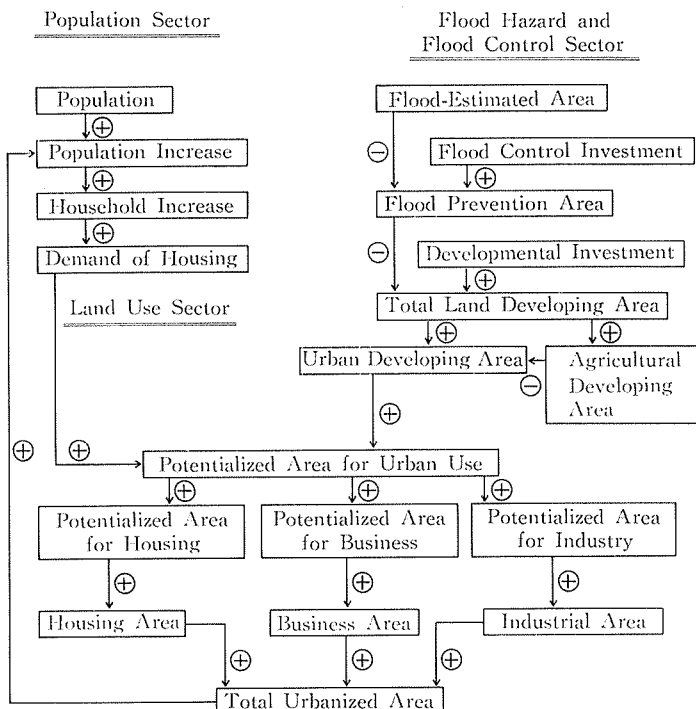 Population Sector
Flood Hazard and
Flood Control Sector
Population
⊕
Population Increase
⊕
Household Increase
⊕
Demand of Housing
Land Use Sector
Flood-Estimated Area
⊖
Flood Control Investment
⊕
Flood Prevention Area
⊖
Developmental Investment
⊕
Total Land Developing Area
⊕
⊕
Urban Developing Area
⊖
Agricultural
Developing
Area
⊕
⊕
⊕
Potentialized Area for Urban Use
⊕
⊕
⊕
Potentialized Area
for Housing
Potentialized Area
for Business
Potentialized Area
for Industry
⊕
⊕
⊕
Housing Area
Business Area
Industrial Area
⊕
⊕
⊕
Total Urbanized Area